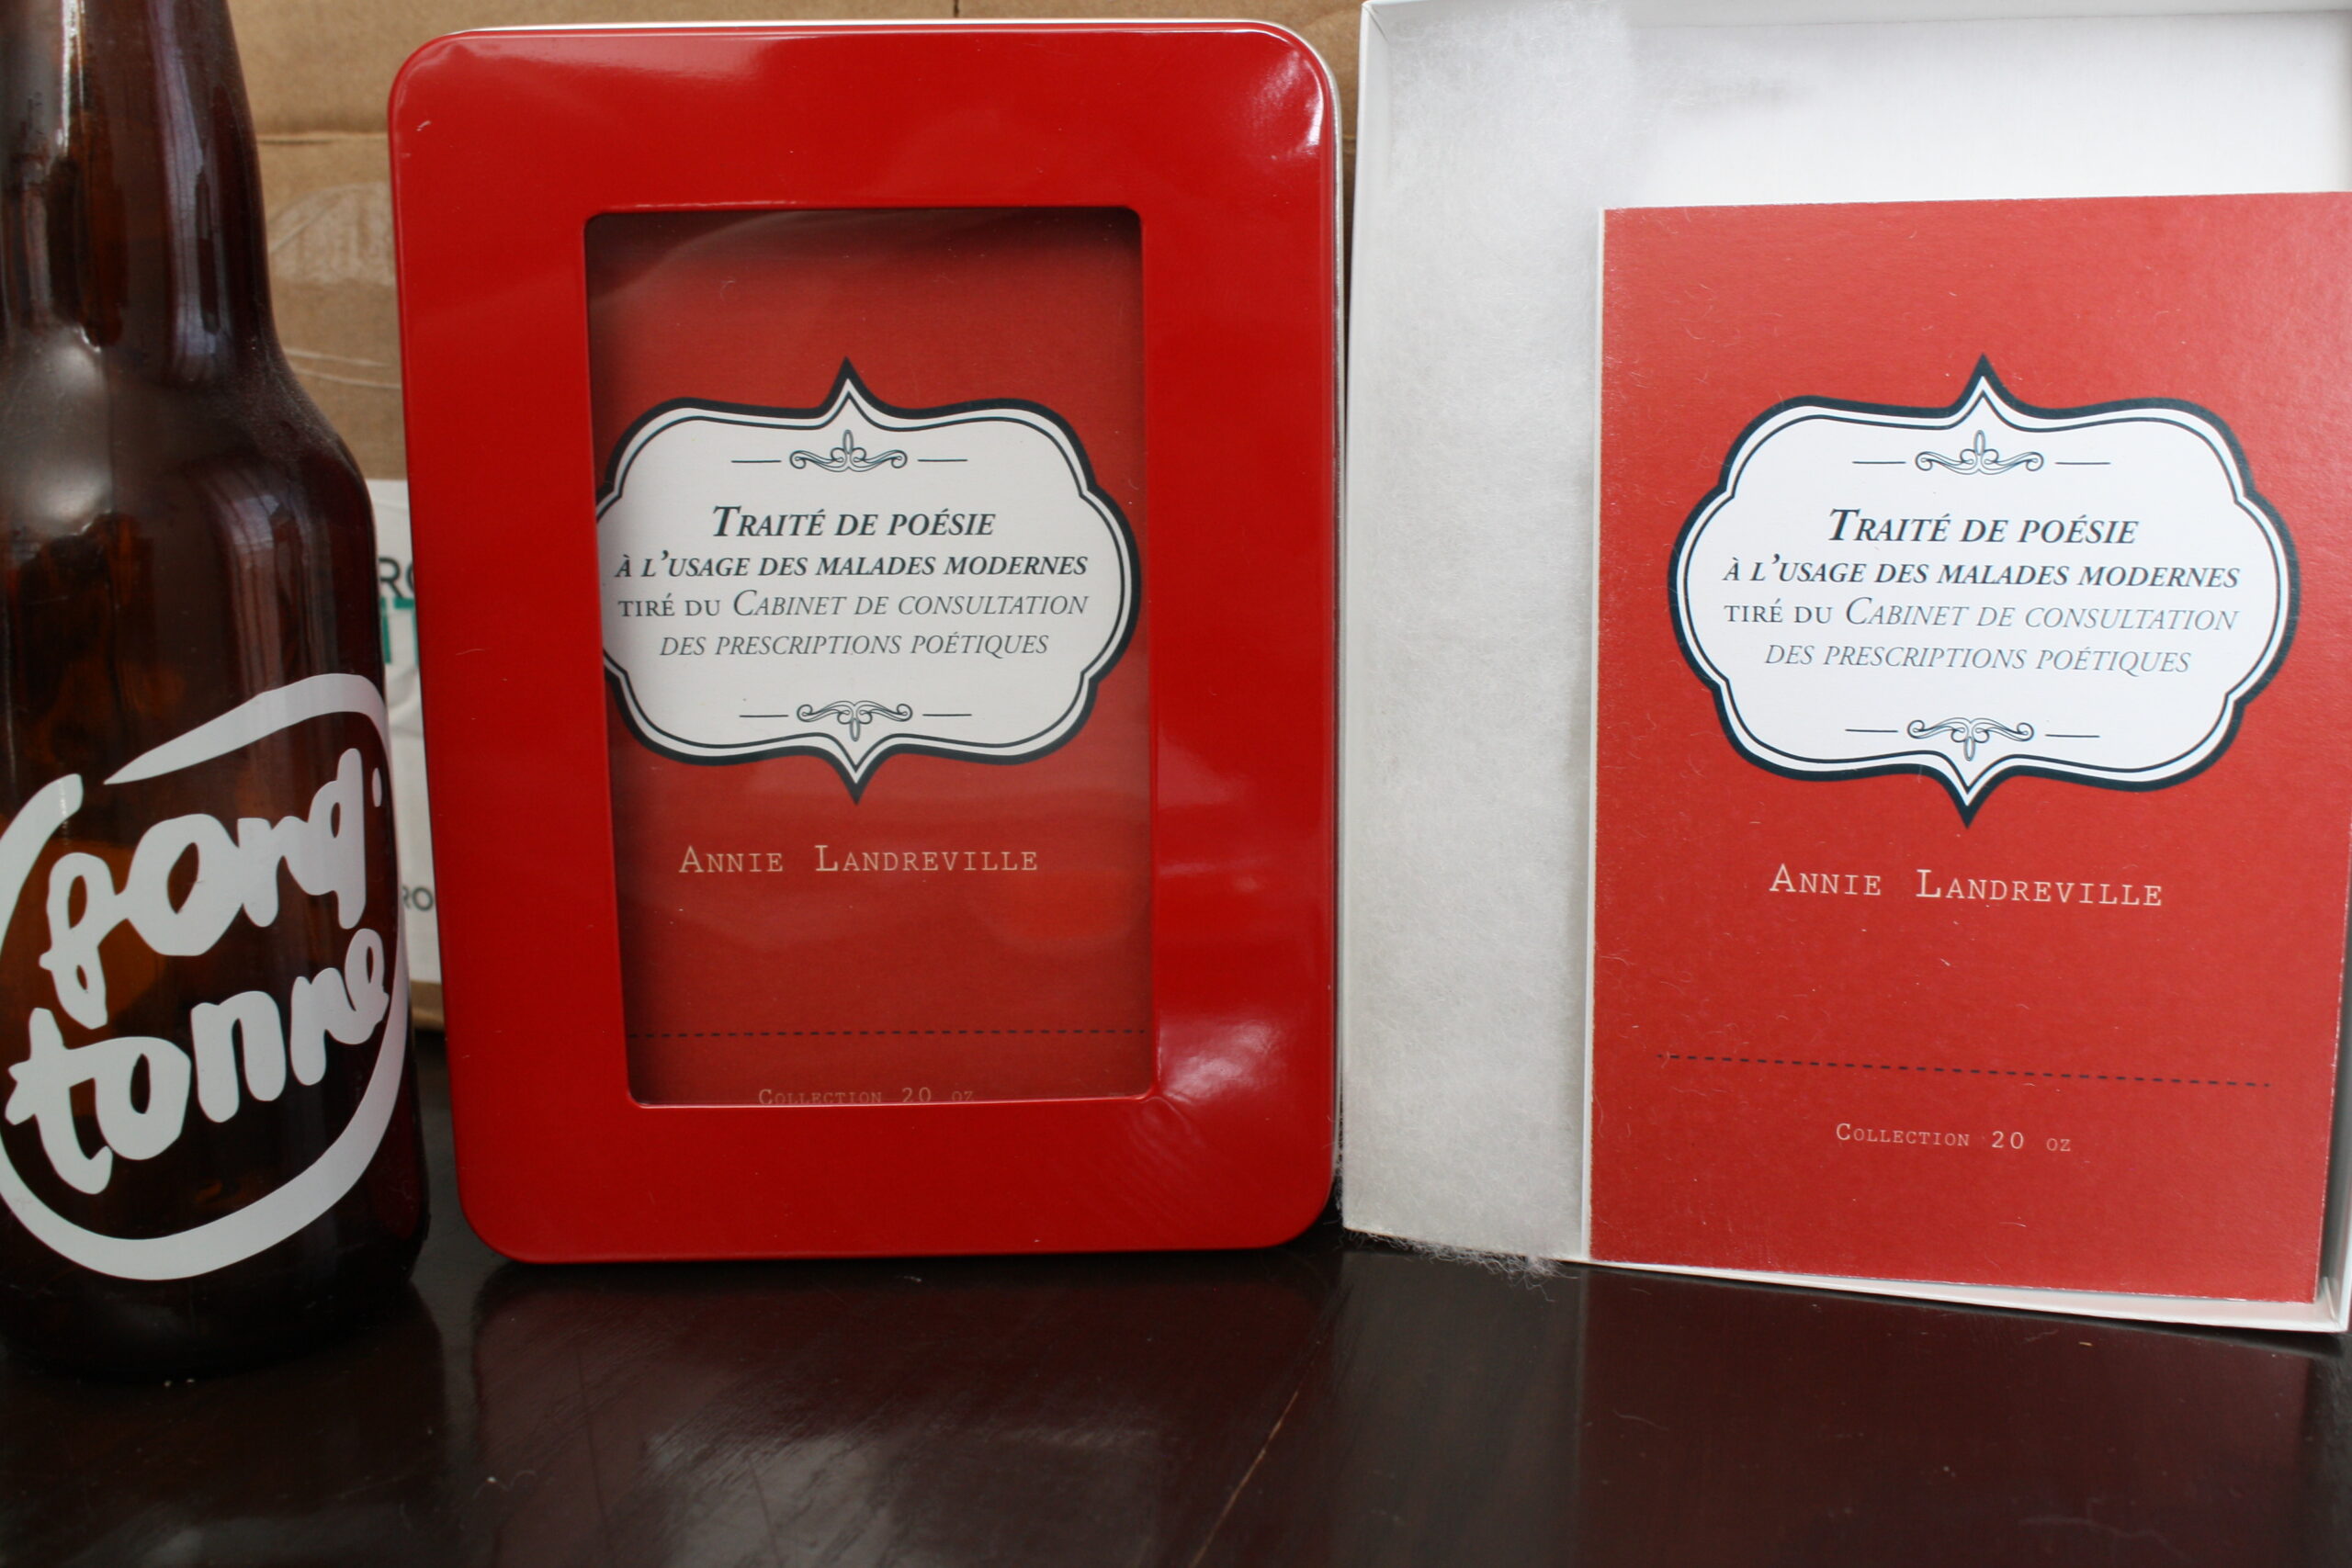 fond'
tonne
TRAITÉ DE POÉSIE
À L'USAGE DES MALADES MODERNES
TIRÉ DU CABINET DE CONSULTATION
DES PRESCRIPTIONS POÉTIQUES
ANNIE LANDREVILLE
COLLECTION 20 OZ
TRAITÉ DE POÉSIE
À L'USAGE DES MALADES MODERNES
TIRÉ DU CABINET DE CONSULTATION
DES PRESCRIPTIONS POÉTIQUES
ANNIE LANDREVILLE
COLLECTION 20 OZ